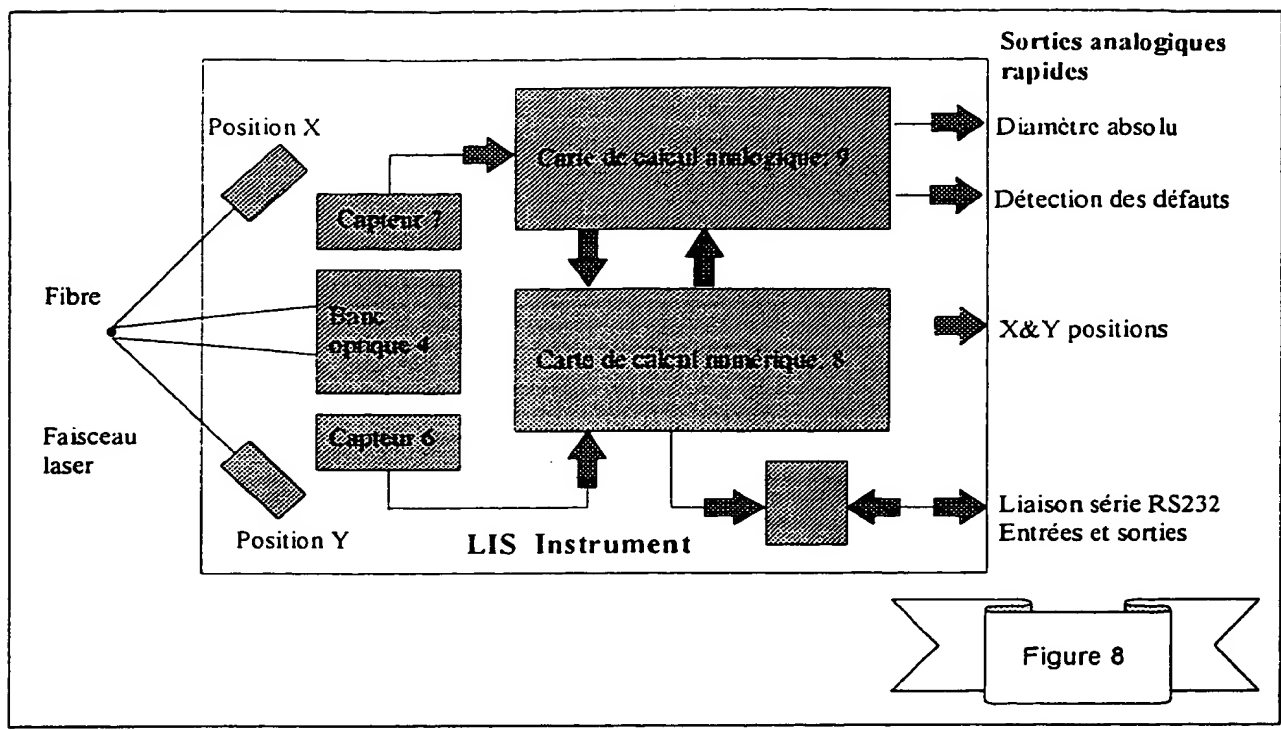 Sorties analogiques
rapides
Position X
Diamètre absolu
Carte de calcul analogique: 9
Détection des défauts
Capteur 7
Fibre
Banc
optique 4
X&Y positions
Carte de calcul numérique: 8
Faisceau
laser
Capteur 6
Liaison série RS232
Entrées et sorties
Position Y
LIS Instrument
Figure 8